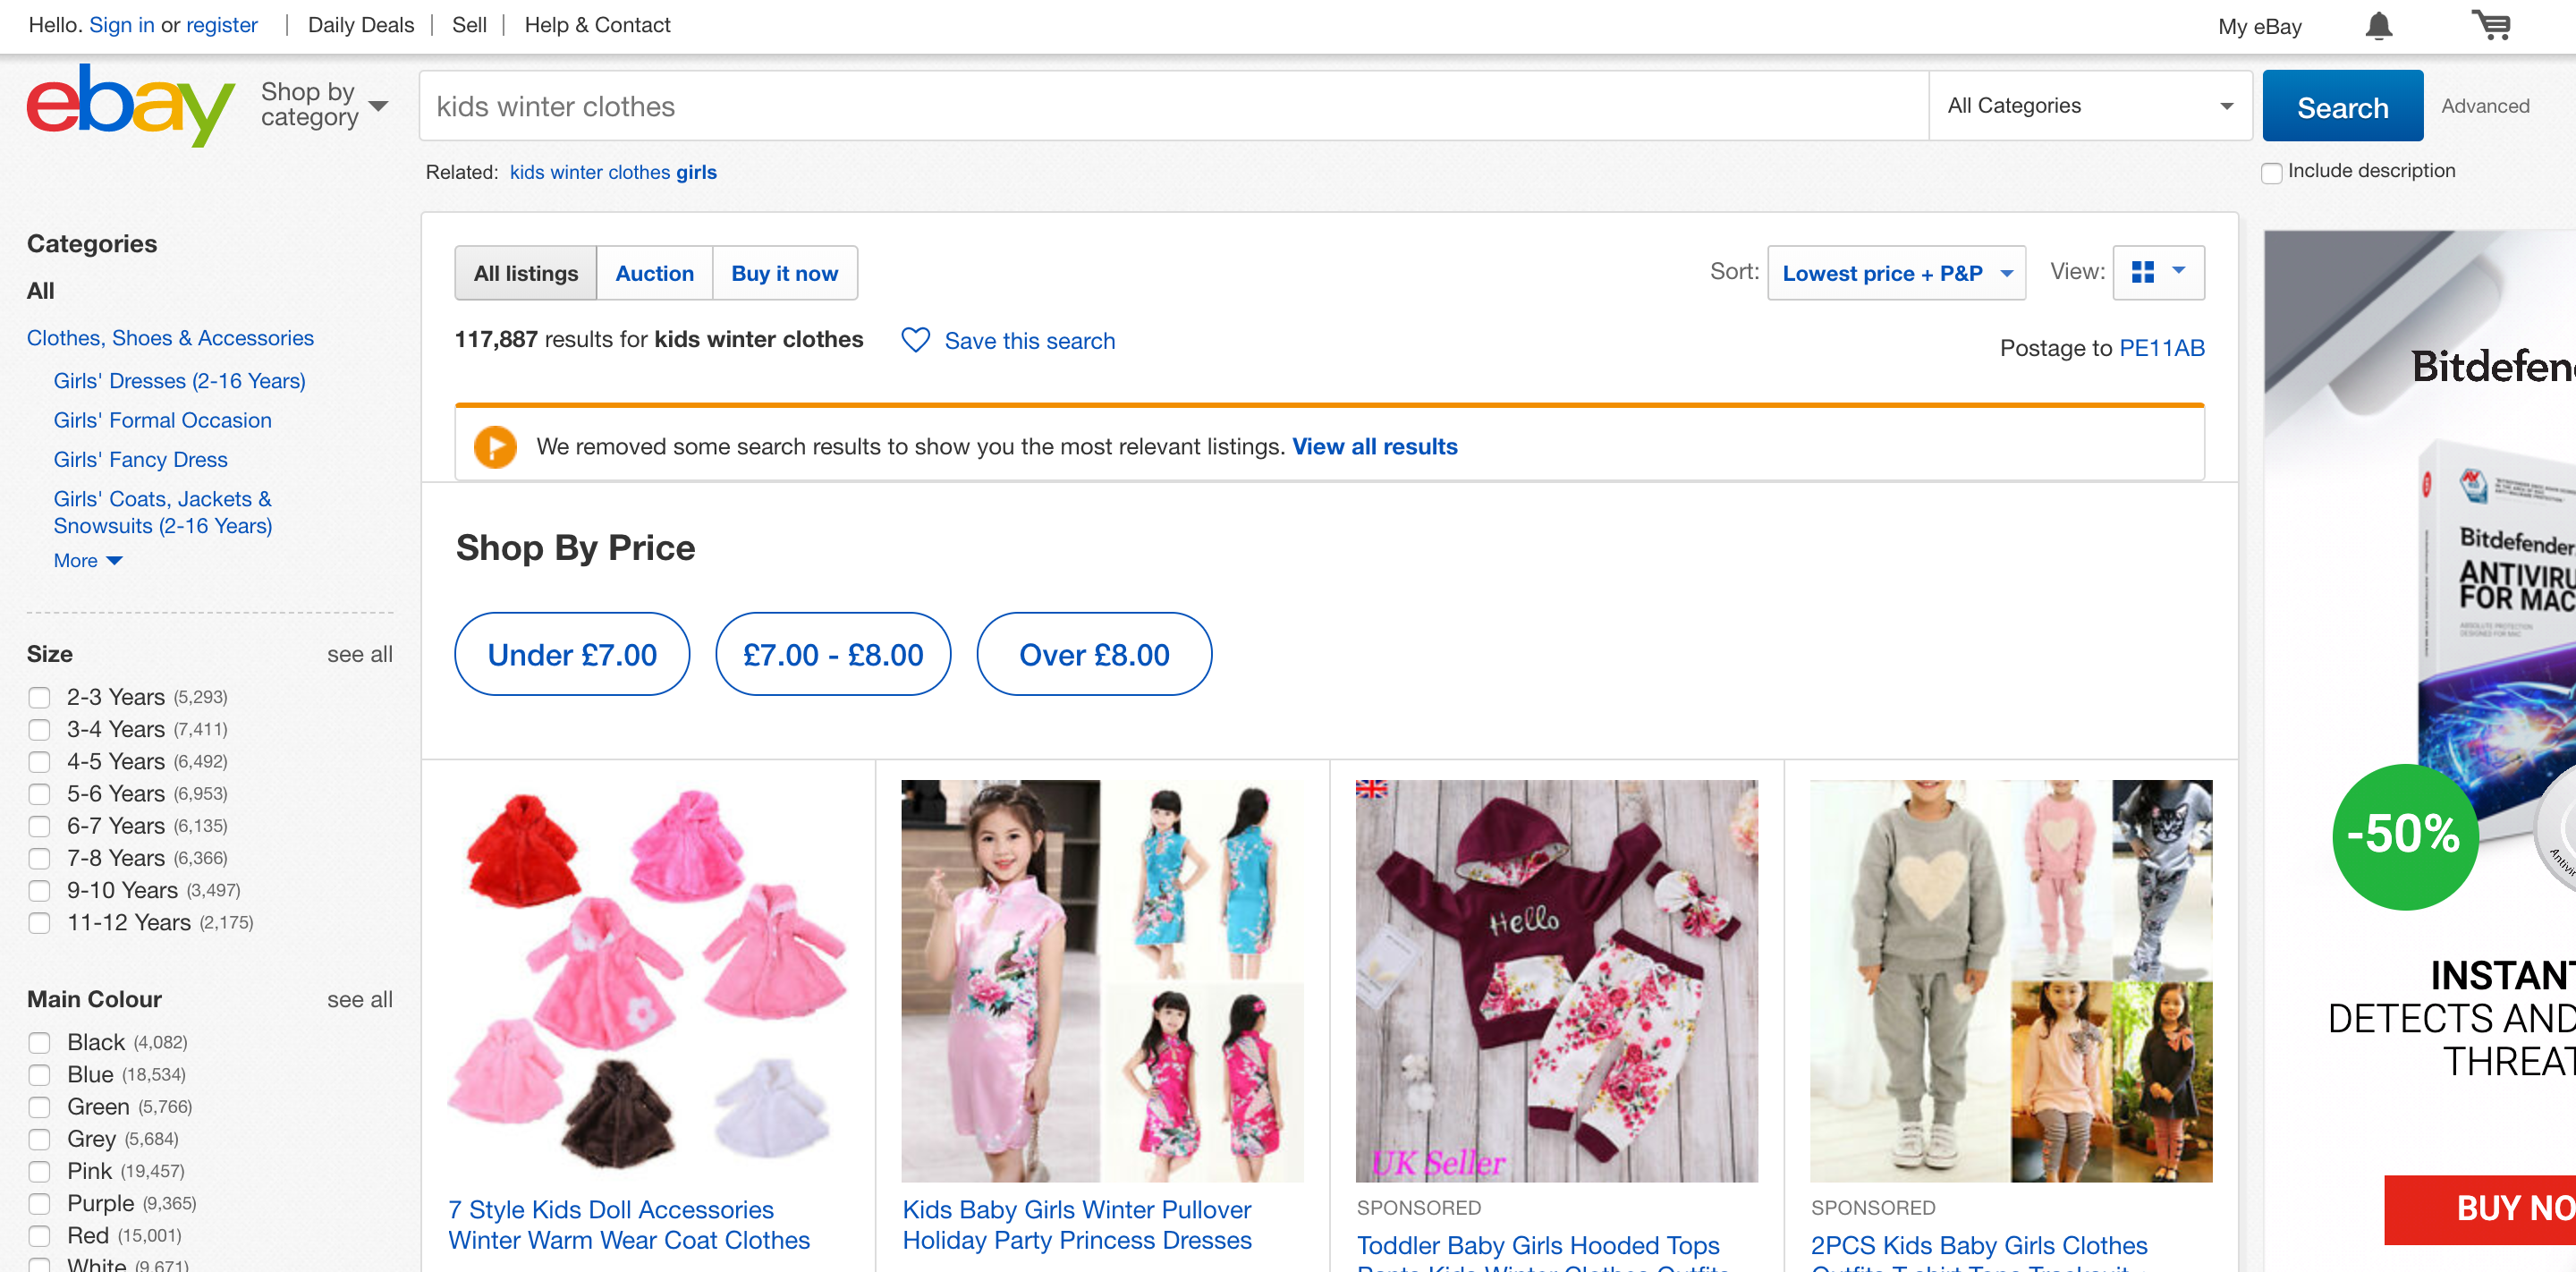 Hello. Sign in or register | Daily Deals | Sell | Help & Contact
My eBay
ebay
Shop by category
kids winter clothes
All Categories
Search
Advanced
Related: kids winter clothes girls
Include description
Categories
All
Clothes, Shoes & Accessories
Girls' Dresses (2-16 Years)
Girls' Formal Occasion
Girls' Fancy Dress
Girls' Coats, Jackets &
Snowsuits (2-16 Years)
More
Size see all
2-3 Years (5,293)
3-4 Years (7,411)
4-5 Years (6,492)
5-6 Years (6,953)
6-7 Years (6,135)
7-8 Years (6,366)
9-10 Years (3,497)
11-12 Years (2,175)
Main Colour see all
Black (4,082)
Blue (18,534)
Green (5,766)
Grey (5,684)
Pink (19,457)
Purple (9,365)
Red (15,001)
White (9,671)
All listings Auction Buy it now
Sort: Lowest price + P&P View:
117,887 results for kids winter clothes Save this search
Postage to PE11AB
We removed some search results to show you the most relevant listings. View all results
Shop By Price
Under £7.00 £7.00 - £8.00 Over £8.00
Hello
UK Seller
7 Style Kids Doll Accessories
Winter Warm Wear Coat Clothes
Kids Baby Girls Winter Pullover
Holiday Party Princess Dresses
SPONSORED
Toddler Baby Girls Hooded Tops
Pants Kids Winter Clothes Outfits
SPONSORED
2PCS Kids Baby Girls Clothes
Outfits T-shirt Tops Tracksuit
Bitdefen
Bitdefender
ANTIVIRU
FOR MAC
-50%
INSTAN
DETECTS AND
THREAT
BUY NO